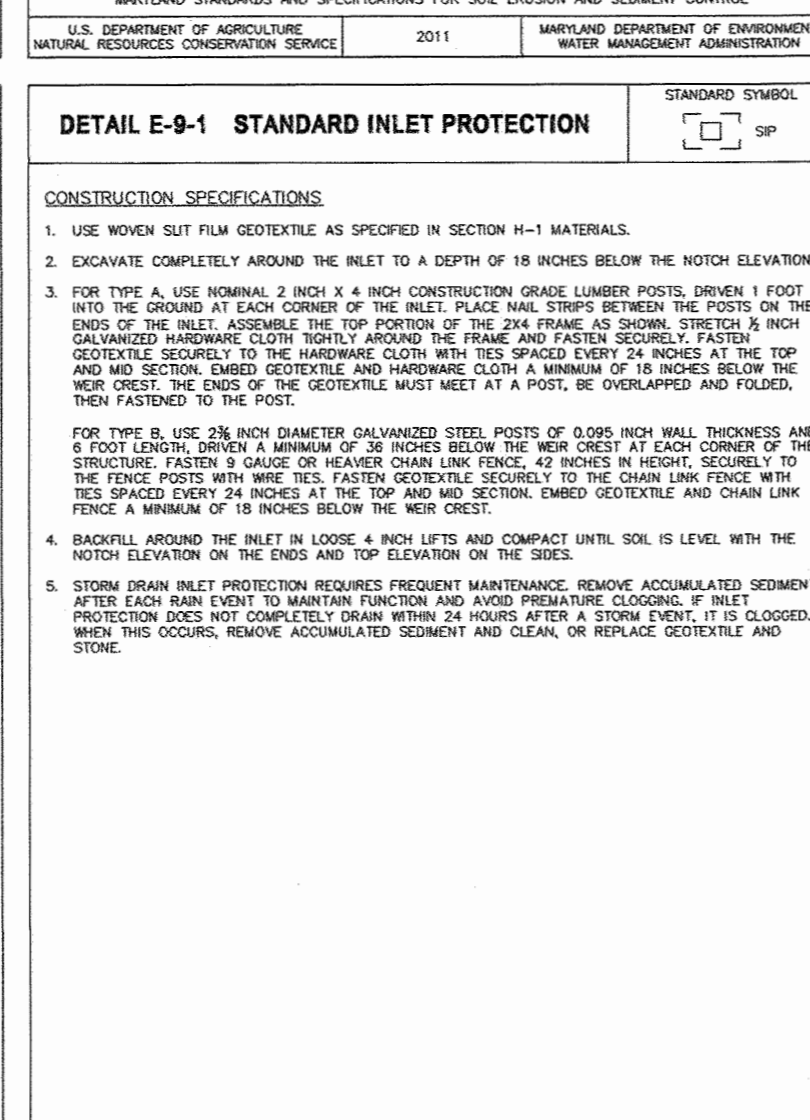 MARYLAND STANDARDS AND SPECIFICATIONS FOR SOIL EROSION AND SEDIMENT CONTROL
U.S. DEPARTMENT OF AGRICULTURE
NATURAL RESOURCES CONSERVATION SERVICE
2011
MARYLAND DEPARTMENT OF ENVIRONMEN
WATER MANAGEMENT ADMINISTRATION
DETAIL E-9-1 STANDARD INLET PROTECTION
STANDARD SYMBOL
SIP
CONSTRUCTION SPECIFICATIONS
1. USE WOVEN SLIT FILM GEOTEXTILE AS SPECIFIED IN SECTION H-1 MATERIALS.
2. EXCAVATE COMPLETELY AROUND THE INLET TO A DEPTH OF 18 INCHES BELOW THE NOTCH ELEVATION
3. FOR TYPE A, USE NOMINAL 2 INCH X 4 INCH CONSTRUCTION GRADE LUMBER POSTS, DRIVEN 1 FOOT
INTO THE GROUND AT EACH CORNER OF THE INLET. PLACE NAIL STRIPS BETWEEN THE POSTS ON THE
ENDS OF THE INLET. ASSEMBLE THE TOP PORTION OF THE 2X4 FRAME AS SHOWN. STRETCH ½ INCH
GALVANIZED HARDWARE CLOTH TIGHTLY AROUND THE FRAME AND FASTEN SECURELY. FASTEN
GEOTEXTILE SECURELY TO THE HARDWARE CLOTH WITH TIES SPACED EVERY 24 INCHES AT THE TOP
AND MID SECTION. EMBED GEOTEXTILE AND HARDWARE CLOTH A MINIMUM OF 18 INCHES BELOW THE
WEIR CREST. THE ENDS OF THE GEOTEXTILE MUST MEET AT A POST, BE OVERLAPPED AND FOLDED,
THEN FASTENED TO THE POST.
FOR TYPE B, USE 2⅜ INCH DIAMETER GALVANIZED STEEL POSTS OF 0.095 INCH WALL THICKNESS AND
6 FOOT LENGTH, DRIVEN A MINIMUM OF 36 INCHES BELOW THE WEIR CREST AT EACH CORNER OF THE
STRUCTURE. FASTEN 9 GAUGE OR HEAVIER CHAIN LINK FENCE, 42 INCHES IN HEIGHT, SECURELY TO
THE FENCE POSTS WITH WIRE TIES. FASTEN GEOTEXTILE SECURELY TO THE CHAIN LINK FENCE WITH
TIES SPACED EVERY 24 INCHES AT THE TOP AND MID SECTION. EMBED GEOTEXTILE AND CHAIN LINK
FENCE A MINIMUM OF 18 INCHES BELOW THE WEIR CREST.
4. BACKFILL AROUND THE INLET IN LOOSE 4 INCH LIFTS AND COMPACT UNTIL SOIL IS LEVEL WITH THE
NOTCH ELEVATION ON THE ENDS AND TOP ELEVATION ON THE SIDES.
5. STORM DRAIN INLET PROTECTION REQUIRES FREQUENT MAINTENANCE. REMOVE ACCUMULATED SEDIMENT
AFTER EACH RAIN EVENT TO MAINTAIN FUNCTION AND AVOID PREMATURE CLOGGING. IF INLET
PROTECTION DOES NOT COMPLETELY DRAIN WITHIN 24 HOURS AFTER A STORM EVENT, IT IS CLOGGED.
WHEN THIS OCCURS, REMOVE ACCUMULATED SEDIMENT AND CLEAN, OR REPLACE GEOTEXTILE AND
STONE.